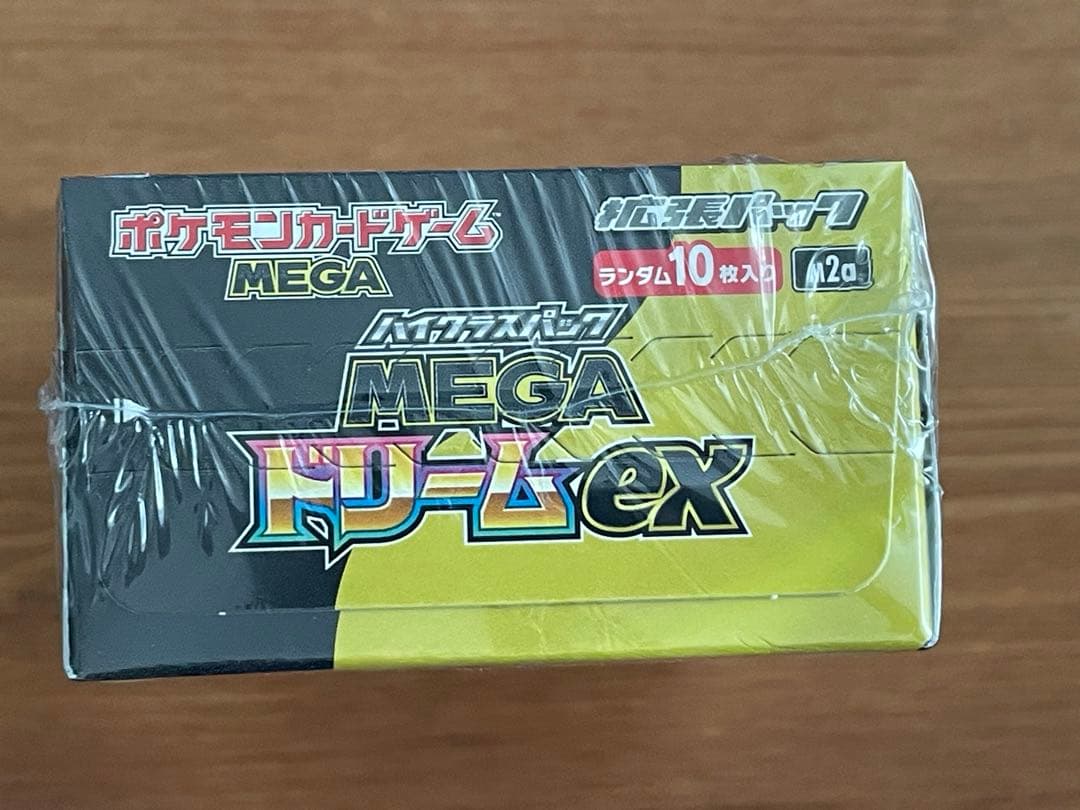 ポケモンカードゲーム™
MEGA
拡張パック
ランダム10枚入り
m2a
ハイクラスパック
MEGA
ドリームex